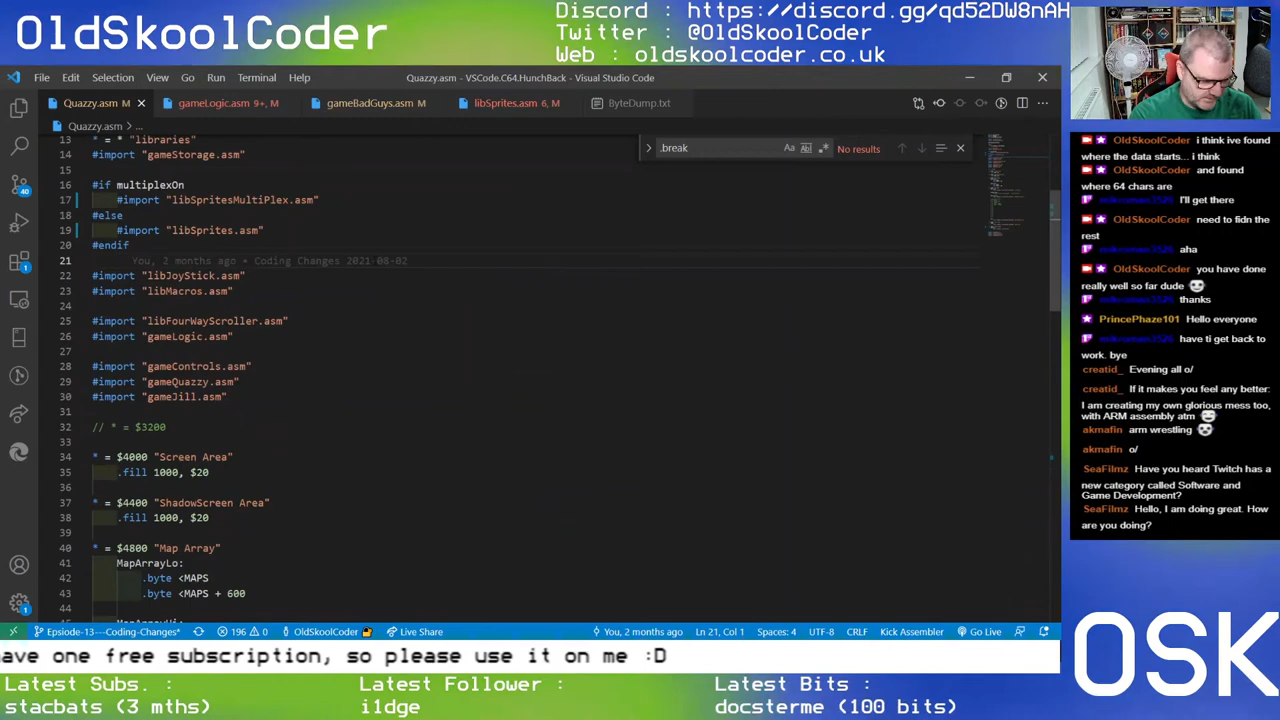 OldSkoolCoder
Discord : https://discord.gg/qd52DW8nAH
Twitter : @OldSkoolCoder
Web : oldskoolcoder.co.uk
File Edit Selection View Go Run Terminal Help
Quazzy.asm - VSCode.C64.HunchBack - Visual Studio Code
Quazzy.asm M
gameLogic.asm 9+, M
gameBadGuys.asm M
libSprites.asm 6, M
ByteDump.txt
Quazzy.asm > ...
.break
No results
13 * = * "libraries"
14 #import "gameStorage.asm"
15
16 #if multiplexOn
17 #import "libSpritesMultiPlex.asm"
18 #else
19 #import "libSprites.asm"
20 #endif
21 You, 2 months ago • Coding Changes 2021-08-02
22 #import "libJoyStick.asm"
23 #import "libMacros.asm"
24
25 #import "libFourWayScroller.asm"
26 #import "gameLogic.asm"
27
28 #import "gameControls.asm"
29 #import "gameQuazzy.asm"
30 #import "gameJill.asm"
31
32 // * = $3200
33
34 * = $4000 "Screen Area"
35 .fill 1000, $20
36
37 * = $4400 "ShadowScreen Area"
38 .fill 1000, $20
39
40 * = $4800 "Map Array"
41 MapArrayLo:
42 .byte <MAPS
43 .byte <MAPS + 600
44
40
1
1
Epsiode-13---Coding-Changes* 196 0 OldSkoolCoder Live Share You, 2 months ago Ln 21, Col 1 Spaces: 4 UTF-8 CRLF Kick Assembler Go Live
OldSkoolCoder i think ive found
where the data starts... i think
OldSkoolCoder and found
where 64 chars are
I'll get there
OldSkoolCoder need to fidn the
rest
aha
OldSkoolCoder you have done
really well so far dude
thanks
PrincePhaze101 Hello everyone
have ti get back to
work. bye
creatid_ Evening all o/
creatid_ If it makes you feel any better:
I am creating my own glorious mess too,
with ARM assembly atm
akmafin arm wrestling
akmafin o/
SeaFilmz Have you heard Twitch has a
new category called Software and
Game Development?
SeaFilmz Hello, I am doing great. How
are you doing?
ave one free subscription, so please use it on me :D
OSK
Latest Subs. :
stacbats (3 mths)
Latest Follower :
i1dge
Latest Bits :
docsterme (100 bits)